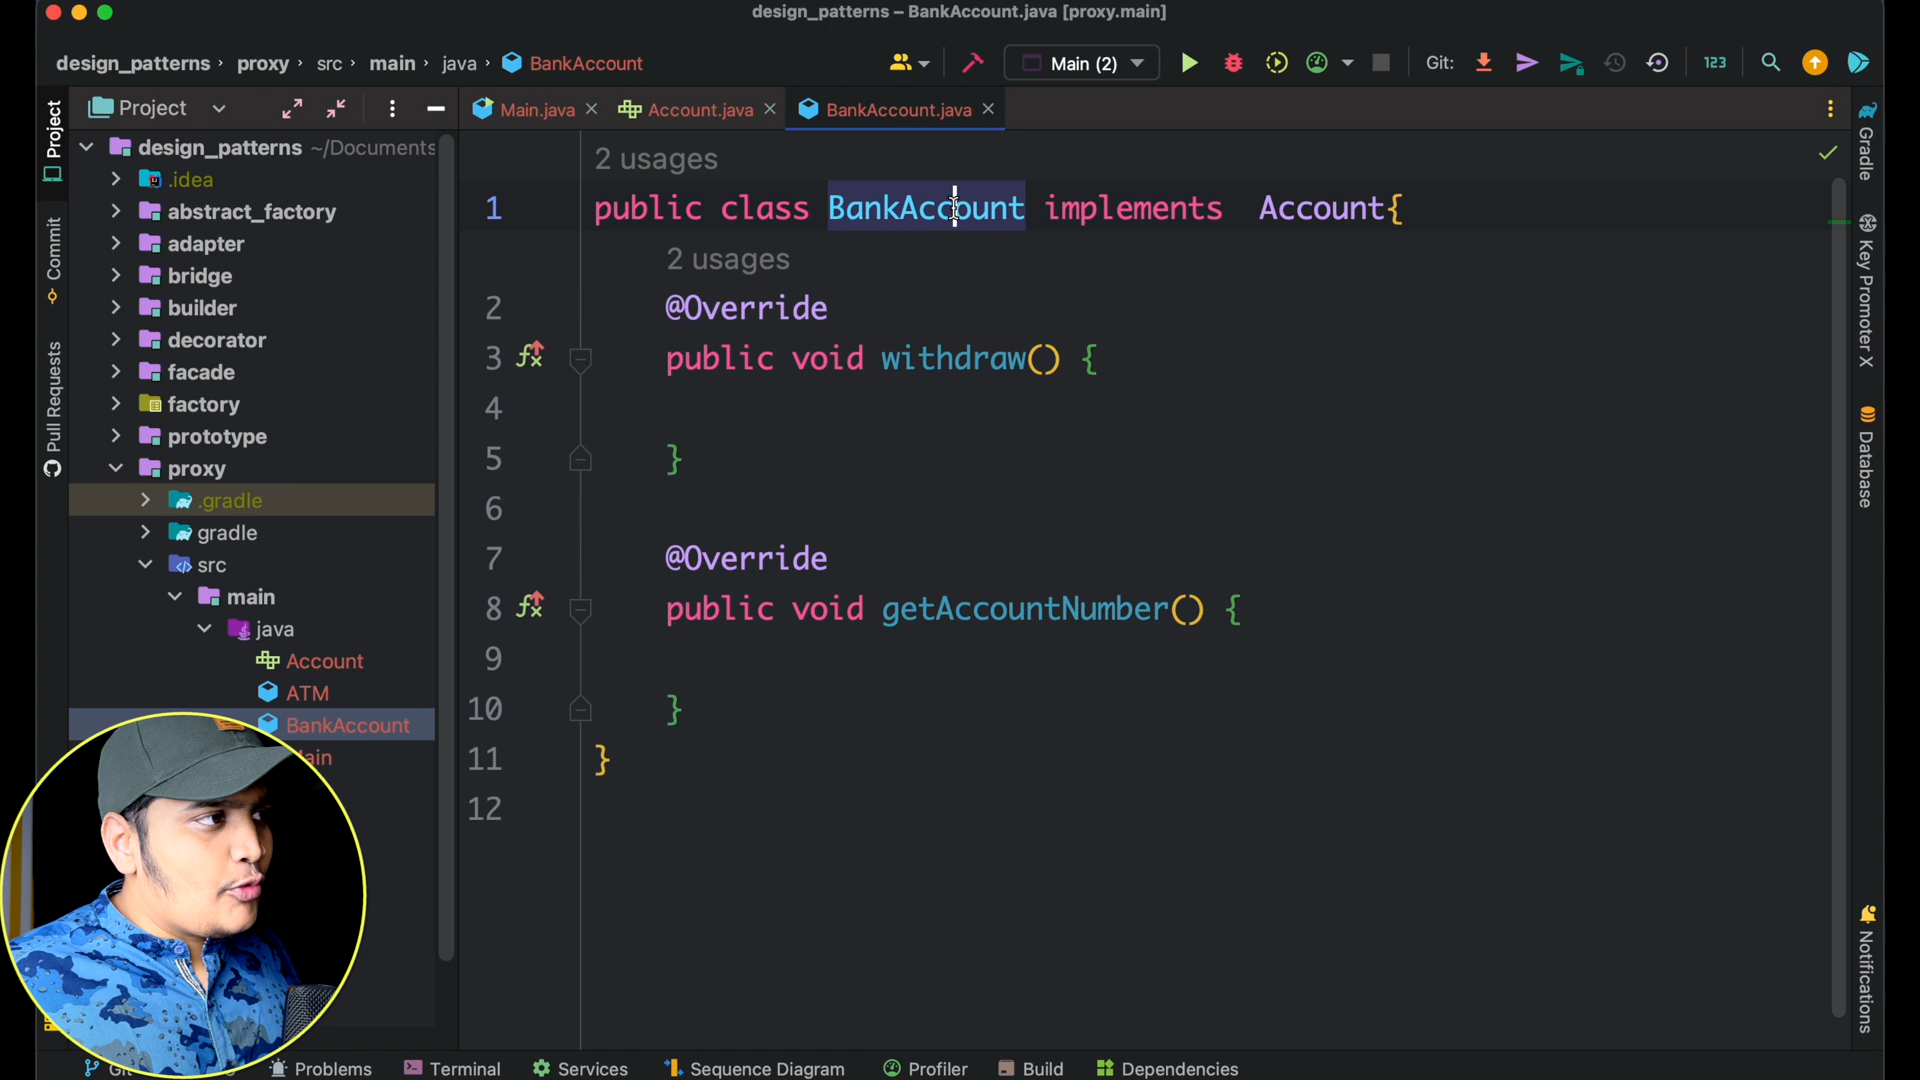 design_patterns – BankAccount.java [proxy.main]
design_patterns › proxy › src › main › java › BankAccount
Main (2)
Git:
123
Project
Main.java
Account.java
BankAccount.java
Project
Commit
Pull Requests
design_patterns ~/Documents
.idea
abstract_factory
adapter
bridge
builder
decorator
facade
factory
prototype
proxy
.gradle
gradle
src
main
java
Account
ATM
BankAccount
2 usages
1 public class BankAccount implements  Account{
2 usages
2 @Override
3 public void withdraw() {
4
5 }
6
7 @Override
8 public void getAccountNumber() {
9
10 }
11 }
12
Gradle
Key Promoter X
Database
Notifications
Problems
Terminal
Services
Sequence Diagram
Profiler
Build
Dependencies